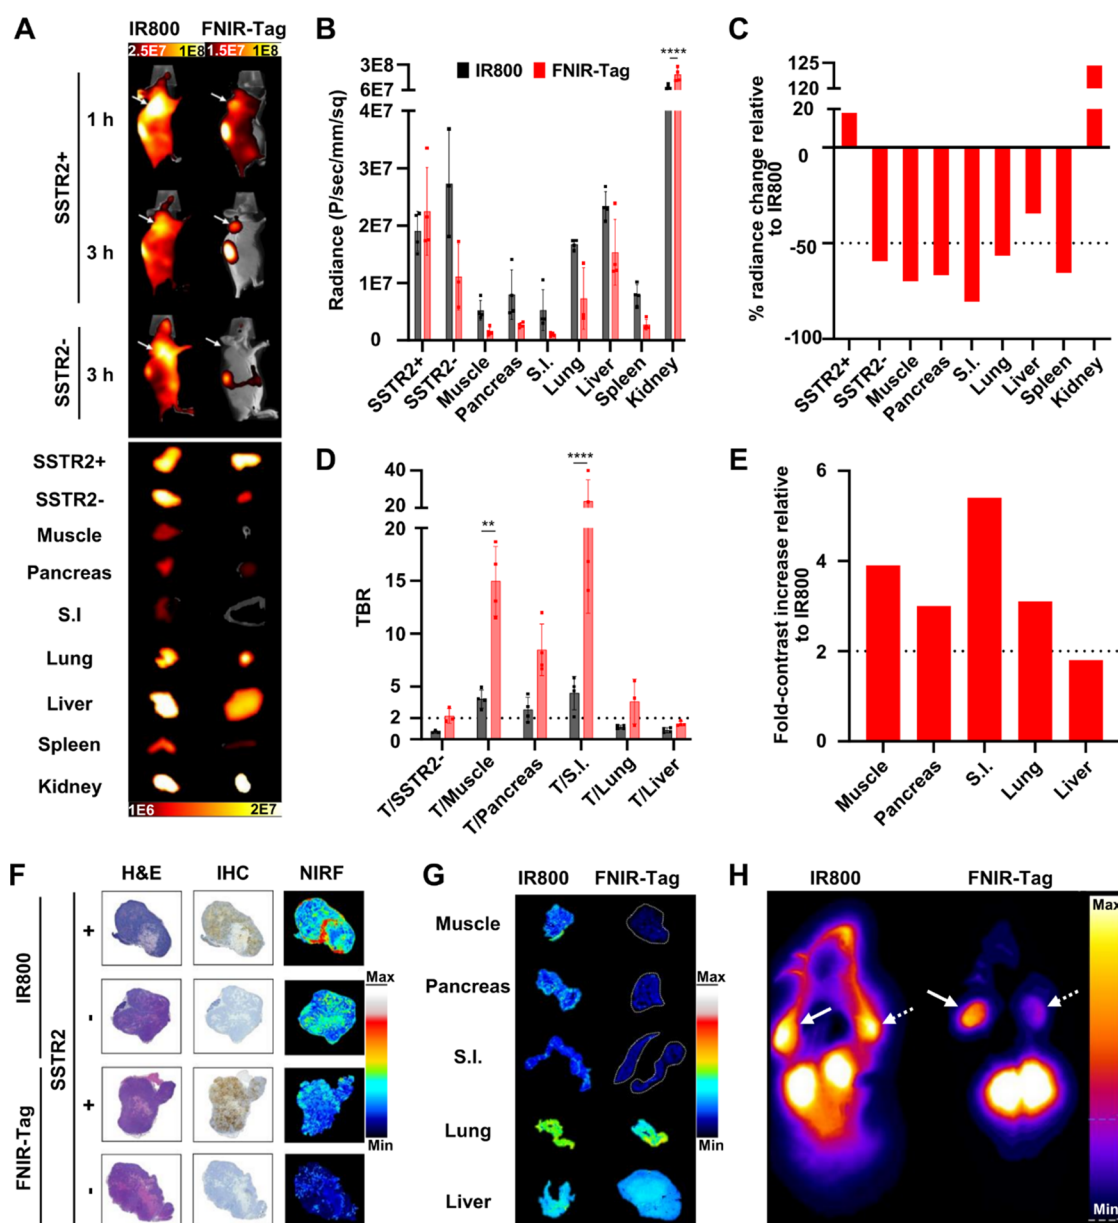 A
IR800 FNIR-Tag
2.5E7 1E8 1.5E7 1E8
SSTR2+
1 h
3 h
SSTR2-
3 h
SSTR2+
SSTR2-
Muscle
Pancreas
S.I
Lung
Liver
Spleen
Kidney
1E6 2E7
B
IR800
FNIR-Tag
****
Radiance (P/sec/mm/sq)
3E8
6E7
4E7
3E7
2E7
1E7
0
SSTR2+
SSTR2-
Muscle
Pancreas
S.I.
Lung
Liver
Spleen
Kidney
C
% radiance change relative
to IR800
125
120
20
0
-50
-100
SSTR2+
SSTR2-
Muscle
Pancreas
S.I.
Lung
Liver
Spleen
Kidney
D
TBR
40
20
20
15
10
5
2
0
**
****
T/SSTR2-
T/Muscle
T/Pancreas
T/S.I.
T/Lung
T/Liver
E
Fold-contrast increase relative
to IR800
6
4
2
0
Muscle
Pancreas
S.I.
Lung
Liver
F
H&E IHC NIRF
IR800
FNIR-Tag
SSTR2
+
-
+
-
Max
Min
G
IR800 FNIR-Tag
Muscle
Pancreas
S.I.
Lung
Liver
Max
Min
H
IR800 FNIR-Tag
Max
Min